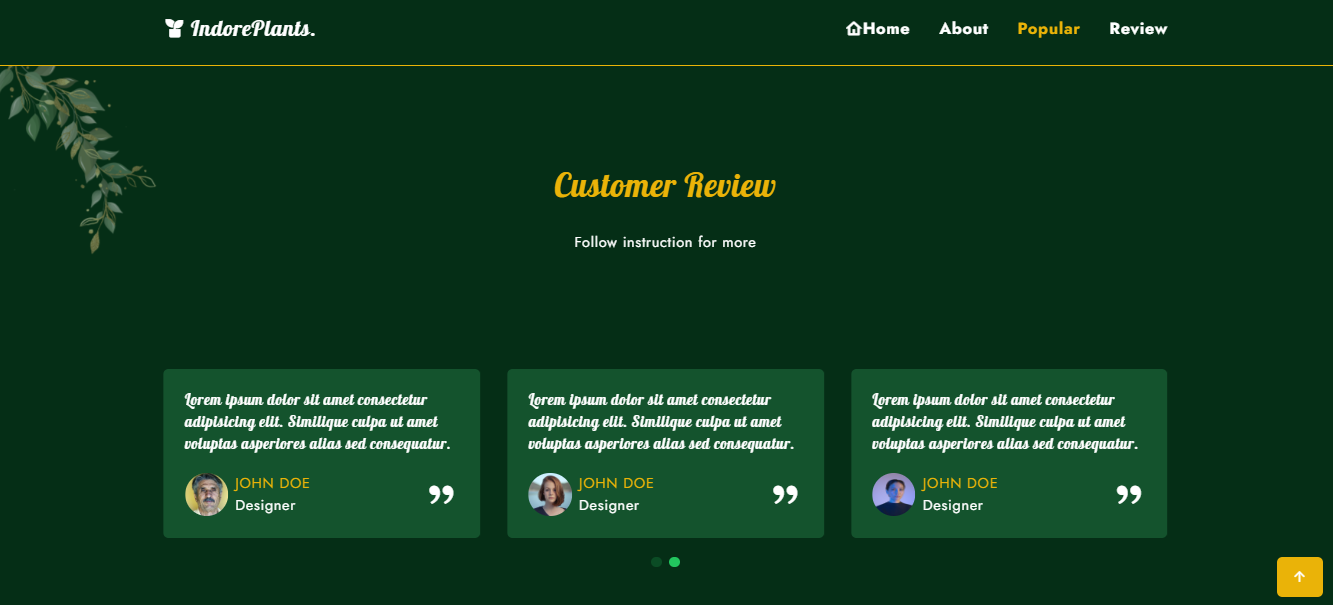 IndorePlants.
Home About Popular Review
Customer Review
Follow instruction for more
Lorem ipsum dolor sit amet consectetur
adipisicing elit. Similique culpa ut amet
voluptas asperiores alias sed consequatur.
JOHN DOE
Designer
Lorem ipsum dolor sit amet consectetur
adipisicing elit. Similique culpa ut amet
voluptas asperiores alias sed consequatur.
JOHN DOE
Designer
Lorem ipsum dolor sit amet consectetur
adipisicing elit. Similique culpa ut amet
voluptas asperiores alias sed consequatur.
JOHN DOE
Designer